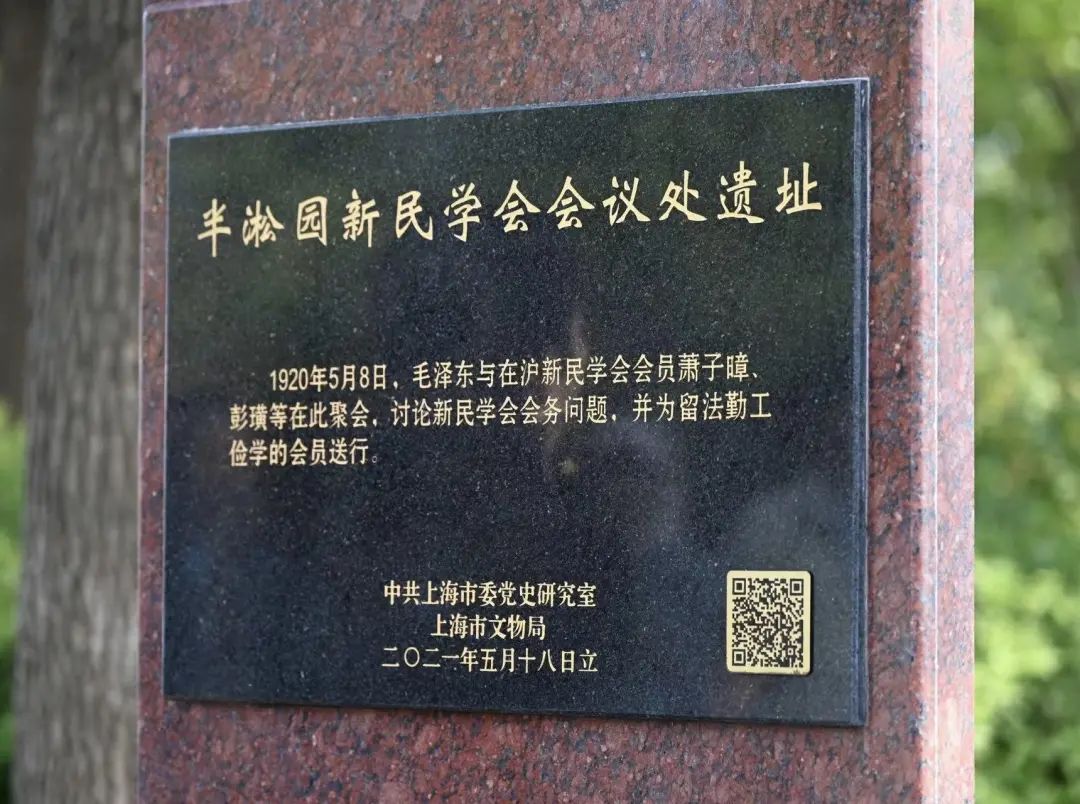 半淞园新民学会会议处遗址
1920年5月8日，毛泽东与在沪新民学会会员萧子暲、
彭璜等在此聚会，讨论新民学会会务问题，并为留法勤工
俭学的会员送行。
中共上海市委党史研究室
上海市文物局
二〇二一年五月十八日立